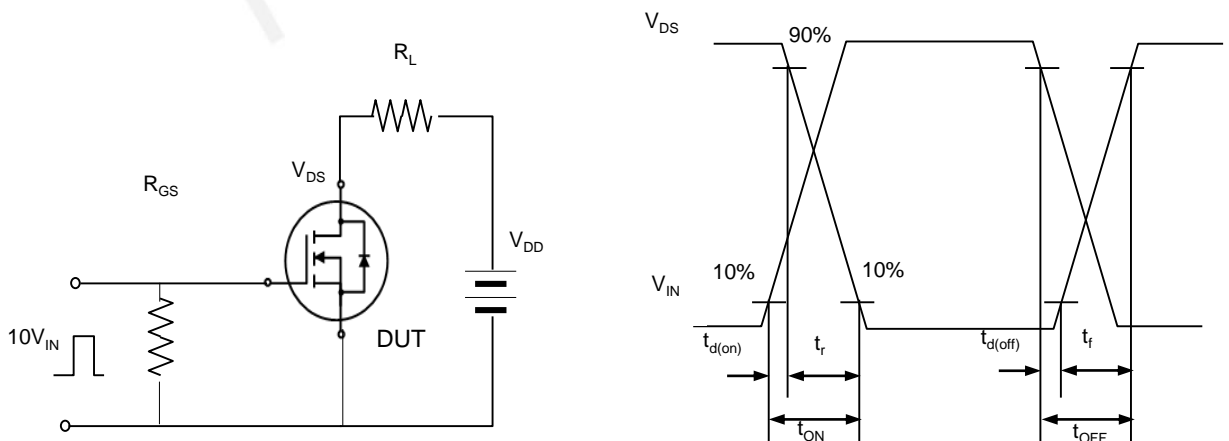 R_L
V_DS
R_GS
V_DD
10V_IN
DUT
V_DS
90%
10%
10%
V_IN
t_d(on)
t_r
t_d(off)
t_f
t_ON
t_OFF